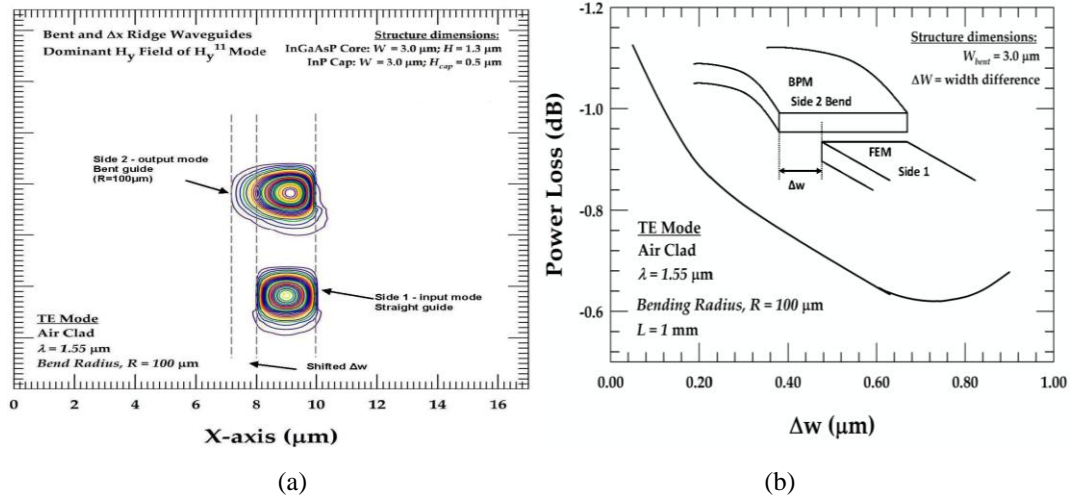 Bent and Δx Ridge Waveguides
Dominant Hy Field of Hy11 Mode
Structure dimensions:
InGaAsP Core: W = 3.0 μm; H = 1.3 μm
InP Cap: W = 3.0 μm; Hcap = 0.5 μm
Side 2 - output mode
Bent guide
(R=100μm)
Side 1 - input mode
Straight guide
TE Mode
Air Clad
λ = 1.55 μm
Bend Radius, R = 100 μm
Shifted Δw
0 2 4 6 8 10 12 14 16
X-axis (μm)
(a)
Power Loss (dB)
-1.2
-1.0
-0.8
-0.6
Structure dimensions:
Wbent = 3.0 μm
ΔW = width difference
BPM
Side 2 Bend
FEM
Side 1
Δw
TE Mode
Air Clad
λ = 1.55 μm
Bending Radius, R = 100 μm
L = 1 mm
0.00 0.20 0.40 0.60 0.80 1.00
Δw (μm)
(b)